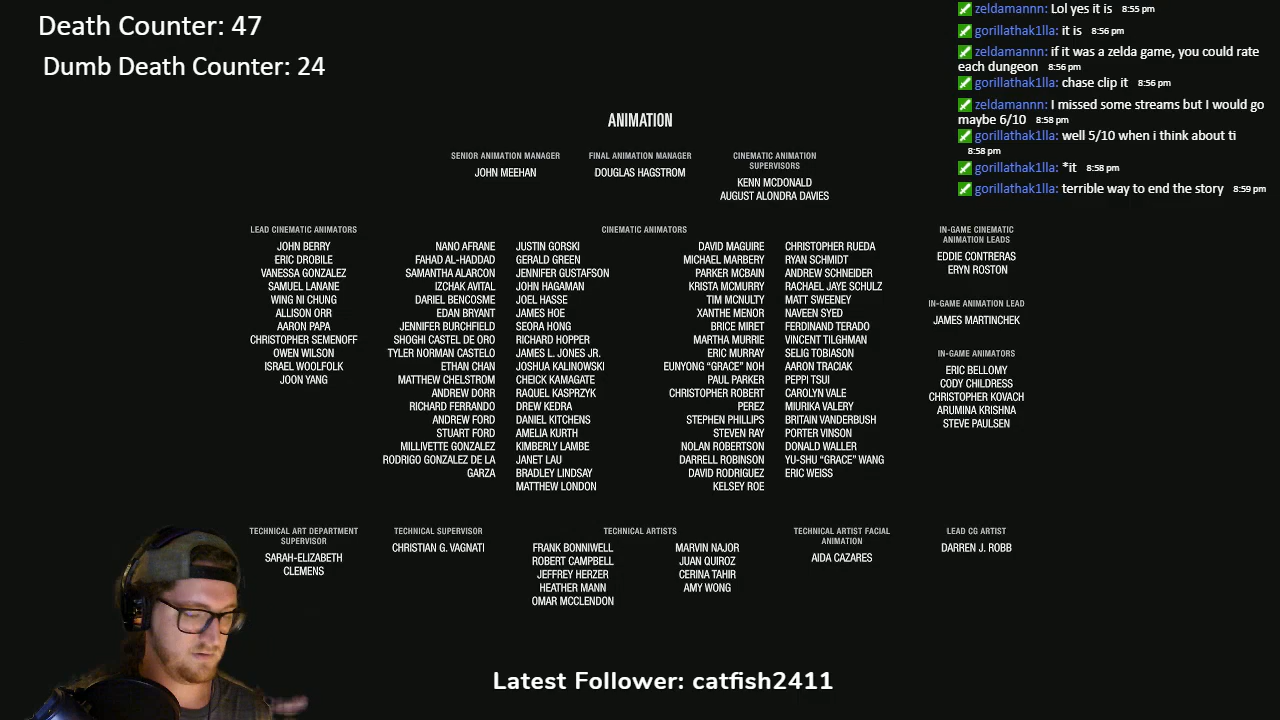 Death Counter: 47
Dumb Death Counter: 24
zeldamannn: Lol yes it is 8:55 pm
gorillathak1lla: it is 8:56 pm
zeldamannn: if it was a zelda game, you could rate
each dungeon 8:56 pm
gorillathak1lla: chase clip it 8:56 pm
zeldamannn: I missed some streams but I would go
maybe 6/10 8:58 pm
gorillathak1lla: well 5/10 when i think about ti
8:58 pm
gorillathak1lla: *it 8:58 pm
gorillathak1lla: terrible way to end the story 8:59 pm
ANIMATION
SENIOR ANIMATION MANAGER
JOHN MEEHAN
FINAL ANIMATION MANAGER
DOUGLAS HAGSTROM
CINEMATIC ANIMATION
SUPERVISORS
KENN MCDONALD
AUGUST ALONDRA DAVIES
LEAD CINEMATIC ANIMATORS
JOHN BERRY
ERIC DROBILE
VANESSA GONZALEZ
SAMUEL LANANE
WING NI CHUNG
ALLISON ORR
AARON PAPA
CHRISTOPHER SEMENOFF
OWEN WILSON
ISRAEL WOOLFOLK
JOON YANG
CINEMATIC ANIMATORS
NANO AFRANE
FAHAD AL-HADDAD
SAMANTHA ALARCON
IZCHAK AVITAL
DARIEL BENCOSME
EDAN BRYANT
JENNIFER BURCHFIELD
SHOGHI CASTEL DE ORO
TYLER NORMAN CASTELO
ETHAN CHAN
MATTHEW CHELSTROM
ANDREW DORR
RICHARD FERRANDO
ANDREW FORD
STUART FORD
MILLIVETTE GONZALEZ
RODRIGO GONZALEZ DE LA
GARZA
JUSTIN GORSKI
GERALD GREEN
JENNIFER GUSTAFSON
JOHN HAGAMAN
JOEL HASSE
JAMES HOE
SEORA HONG
RICHARD HOPPER
JAMES L. JONES JR.
JOSHUA KALINOWSKI
CHEICK KAMAGATE
RAQUEL KASPRZYK
DREW KEDRA
DANIEL KITCHENS
AMELIA KURTH
KIMBERLY LAMBE
JANET LAU
BRADLEY LINDSAY
MATTHEW LONDON
DAVID MAGUIRE
MICHAEL MARBERY
PARKER MCBAIN
KRISTA MCMURRY
TIM MCNULTY
XANTHE MENOR
BRICE MIRET
MARTHA MURRIE
ERIC MURRAY
EUNYONG “GRACE” NOH
PAUL PARKER
CHRISTOPHER ROBERT
PEREZ
STEPHEN PHILLIPS
STEVEN RAY
NOLAN ROBERTSON
DARRELL ROBINSON
DAVID RODRIGUEZ
KELSEY ROE
CHRISTOPHER RUEDA
RYAN SCHMIDT
ANDREW SCHNEIDER
RACHAEL JAYE SCHULZ
MATT SWEENEY
NAVEEN SYED
FERDINAND TERADO
VINCENT TILGHMAN
SELIG TOBIASON
AARON TRACIAK
PEPPI TSUI
CAROLYN VALE
MIURIKA VALERY
BRITAIN VANDERBUSH
PORTER VINSON
DONALD WALLER
YU-SHU “GRACE” WANG
ERIC WEISS
IN-GAME CINEMATIC
ANIMATION LEADS
EDDIE CONTRERAS
ERYN ROSTON
IN-GAME ANIMATION LEAD
JAMES MARTINCHEK
IN-GAME ANIMATORS
ERIC BELLOMY
CODY CHILDRESS
CHRISTOPHER KOVACH
ARUMINA KRISHNA
STEVE PAULSEN
TECHNICAL ART DEPARTMENT
SUPERVISOR
SARAH-ELIZABETH
CLEMENS
TECHNICAL SUPERVISOR
CHRISTIAN G. VAGNATI
TECHNICAL ARTISTS
FRANK BONNIWELL
ROBERT CAMPBELL
JEFFREY HERZER
HEATHER MANN
OMAR MCCLENDON
MARVIN NAJOR
JUAN QUIROZ
CERINA TAHIR
AMY WONG
TECHNICAL ARTIST FACIAL
ANIMATION
AIDA CAZARES
LEAD CG ARTIST
DARREN J. ROBB
Latest Follower: catfish2411